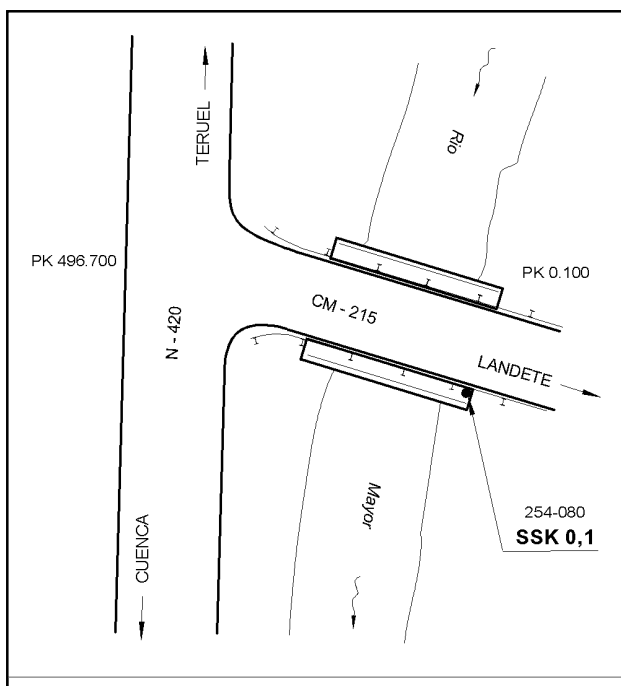 TERUEL
Rio
PK 496.700
PK 0.100
CM - 215
N - 420
LANDETE
254-080
SSK 0,1
Mayor
CUENCA